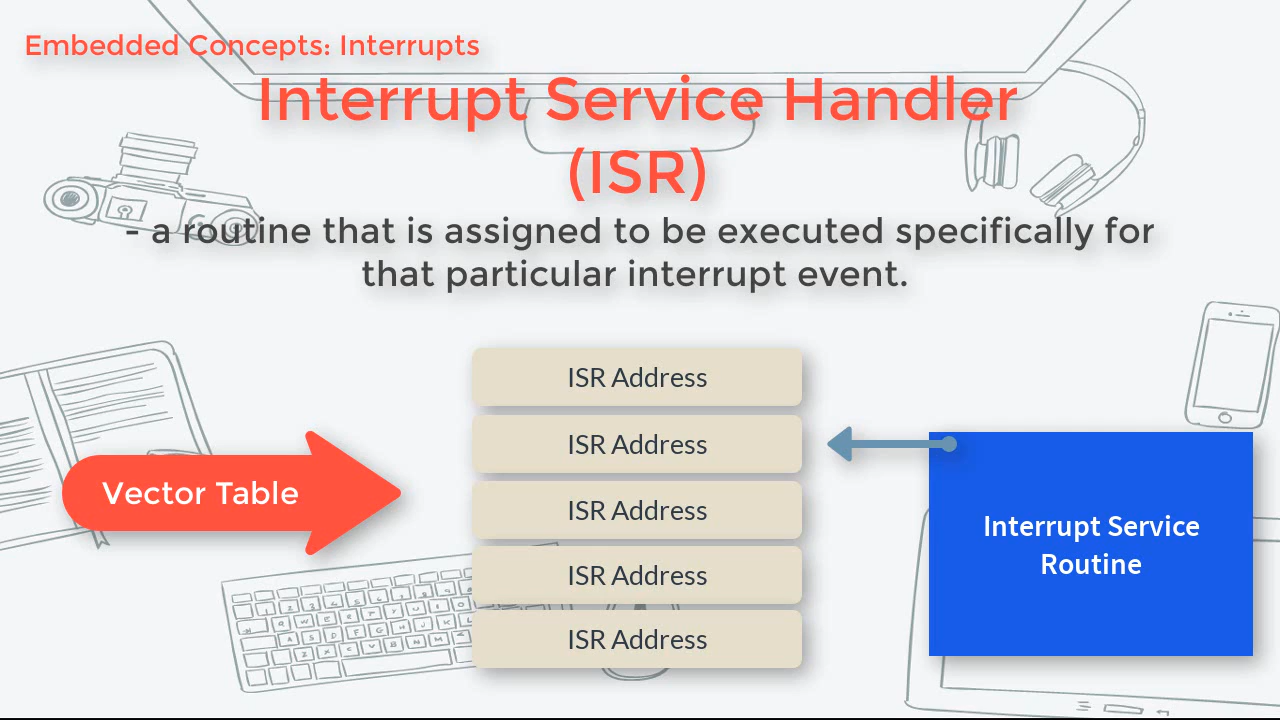 Embedded Concepts: Interrupts
Interrupt Service Handler
(ISR)
- a routine that is assigned to be executed specifically for
that particular interrupt event.
ISR Address
ISR Address
ISR Address
ISR Address
ISR Address
Vector Table
Interrupt Service
Routine